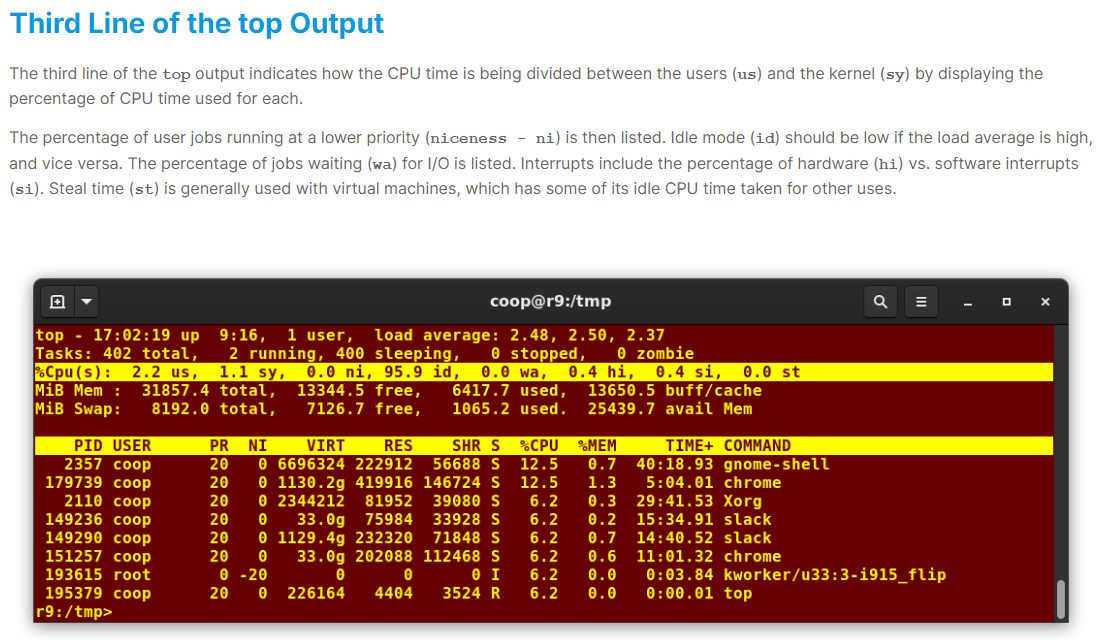 Third Line of the top Output
The third line of the top output indicates how the CPU time is being divided between the users (us) and the kernel (sy) by displaying the
percentage of CPU time used for each.
The percentage of user jobs running at a lower priority (niceness - ni) is then listed. Idle mode (id) should be low if the load average is high,
and vice versa. The percentage of jobs waiting (wa) for I/O is listed. Interrupts include the percentage of hardware (hi) vs. software interrupts
(si). Steal time (st) is generally used with virtual machines, which has some of its idle CPU time taken for other uses.
coop@r9:/tmp
top - 17:02:19 up  9:16,  1 user,  load average: 2.48, 2.50, 2.37
Tasks: 402 total,   2 running, 400 sleeping,   0 stopped,   0 zombie
%Cpu(s):  2.2 us,  1.1 sy,  0.0 ni, 95.9 id,  0.0 wa,  0.4 hi,  0.4 si,  0.0 st
MiB Mem :  31857.4 total,  13344.5 free,   6417.7 used,  13650.5 buff/cache
MiB Swap:   8192.0 total,   7126.7 free,   1065.2 used.  25439.7 avail Mem
    PID USER      PR  NI    VIRT    RES    SHR S  %CPU  %MEM     TIME+ COMMAND
   2357 coop      20   0 6696324 222912  56688 S  12.5   0.7  40:18.93 gnome-shell
 179739 coop      20   0 1130.2g 419916 146724 S  12.5   1.3   5:04.01 chrome
   2110 coop      20   0 2344212  81952  39080 S   6.2   0.3  29:41.53 Xorg
 149236 coop      20   0   33.0g  75984  33928 S   6.2   0.2  15:34.91 slack
 149290 coop      20   0 1129.4g 232320  71848 S   6.2   0.7  14:40.52 slack
 151257 coop      20   0   33.0g 202088 112468 S   6.2   0.6  11:01.32 chrome
 193615 root       0 -20       0      0      0 I   6.2   0.0   0:03.84 kworker/u33:3-i915_flip
 195379 coop      20   0  226164   4404   3524 R   6.2   0.0   0:00.01 top
r9:/tmp>